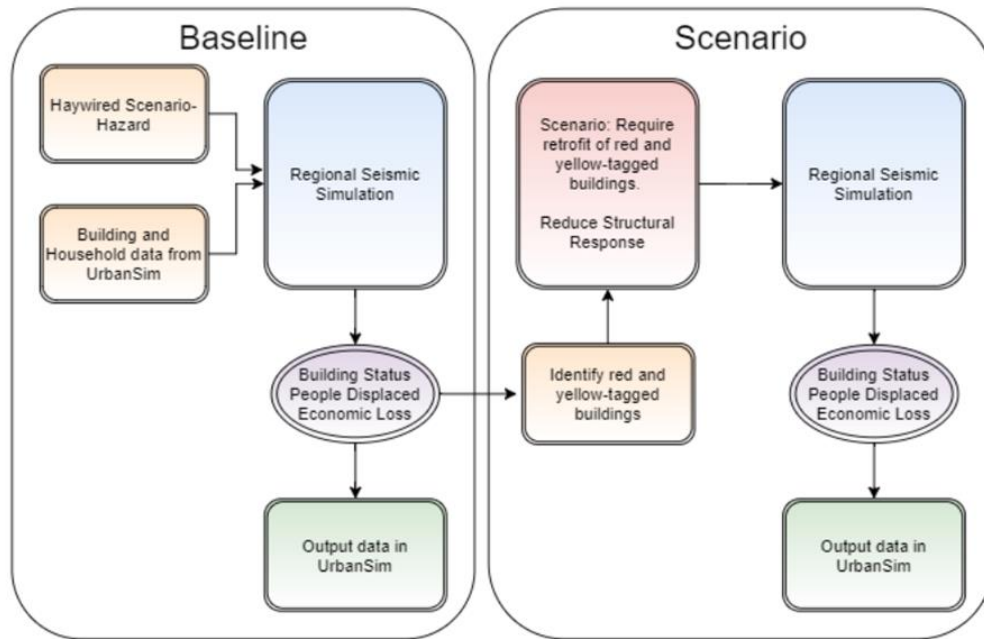 Baseline
Haywired Scenario-
Hazard
Building and
Household data from
UrbanSim
Regional Seismic
Simulation
Building Status
People Displaced
Economic Loss
Output data in
UrbanSim
Scenario
Scenario: Require
retrofit of red and
yellow-tagged
buildings.
Reduce Structural
Response
Identify red and
yellow-tagged
buildings
Regional Seismic
Simulation
Building Status
People Displaced
Economic Loss
Output data in
UrbanSim